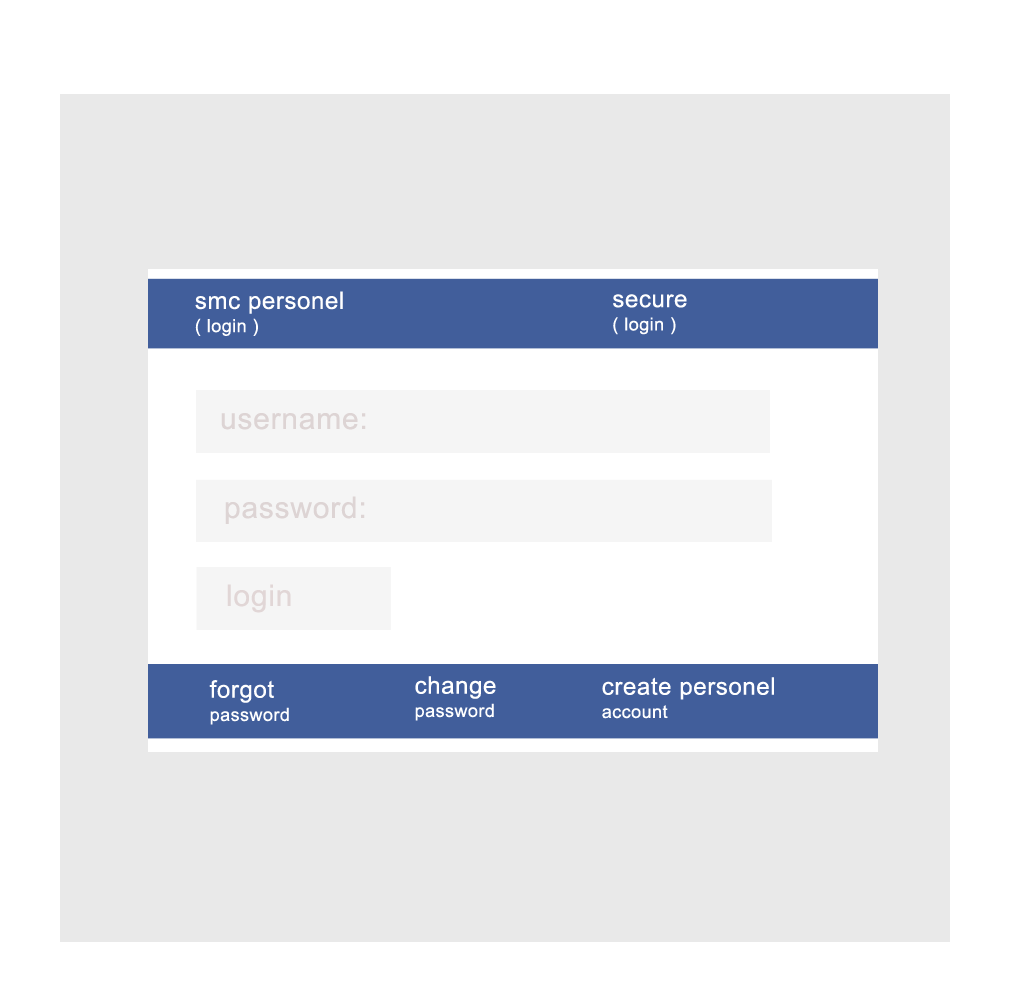 smc personel
( login )
secure
( login )
username:
password:
login
forgot
password
change
password
create personel
account